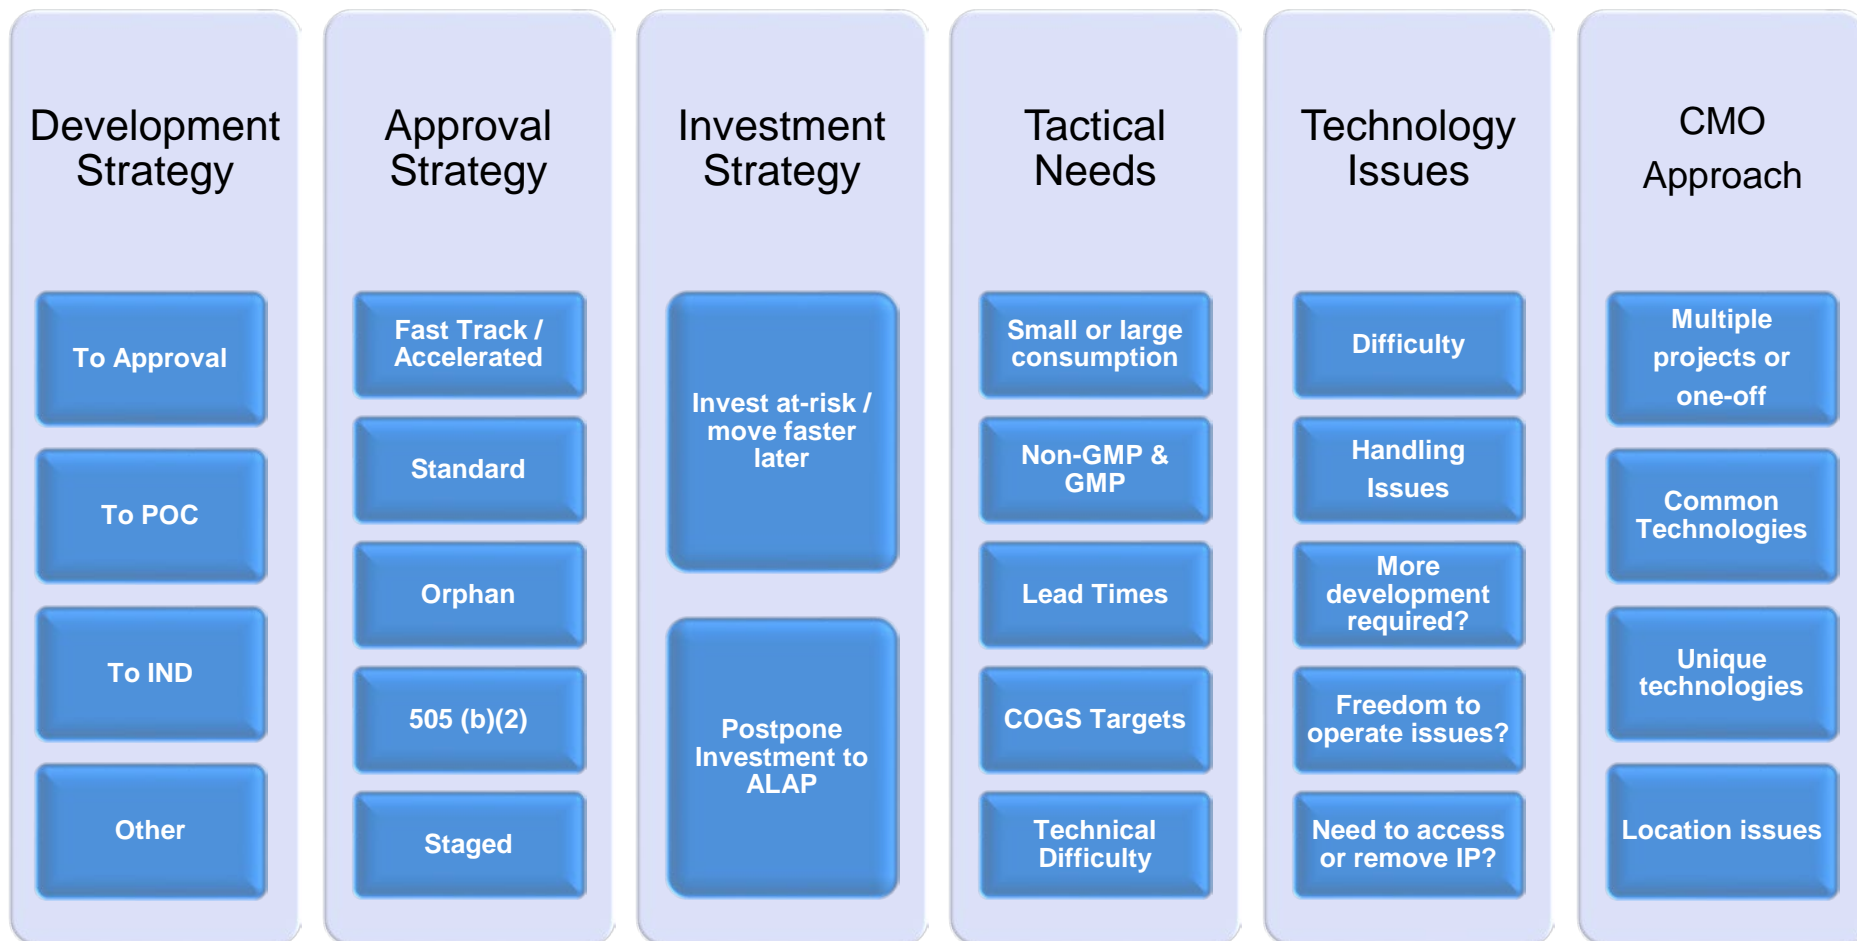 Development
Strategy
To Approval
To POC
To IND
Other
Approval
Strategy
Fast Track /
Accelerated
Standard
Orphan
505 (b)(2)
Staged
Investment
Strategy
Invest at-risk /
move faster
later
Postpone
Investment to
ALAP
Tactical
Needs
Small or large
consumption
Non-GMP &
GMP
Lead Times
COGS Targets
Technical
Difficulty
Technology
Issues
Difficulty
Handling
Issues
More
development
required?
Freedom to
operate issues?
Need to access
or remove IP?
CMO
Approach
Multiple
projects or
one-off
Common
Technologies
Unique
technologies
Location issues